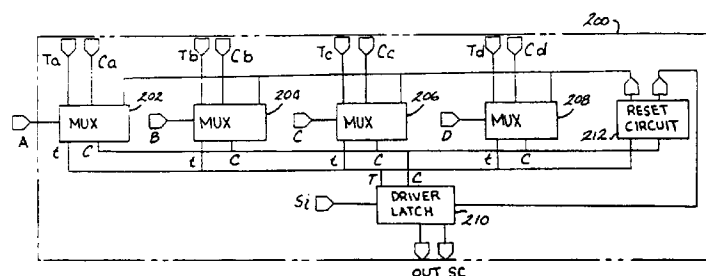 200
Ta Ca Tb Cb Tc Cc Td Cd
202 204 206 208
A MUX B MUX C MUX D MUX RESET CIRCUIT
212
t C t C t C t C
T C
Si DRIVER LATCH
210
OUT SC